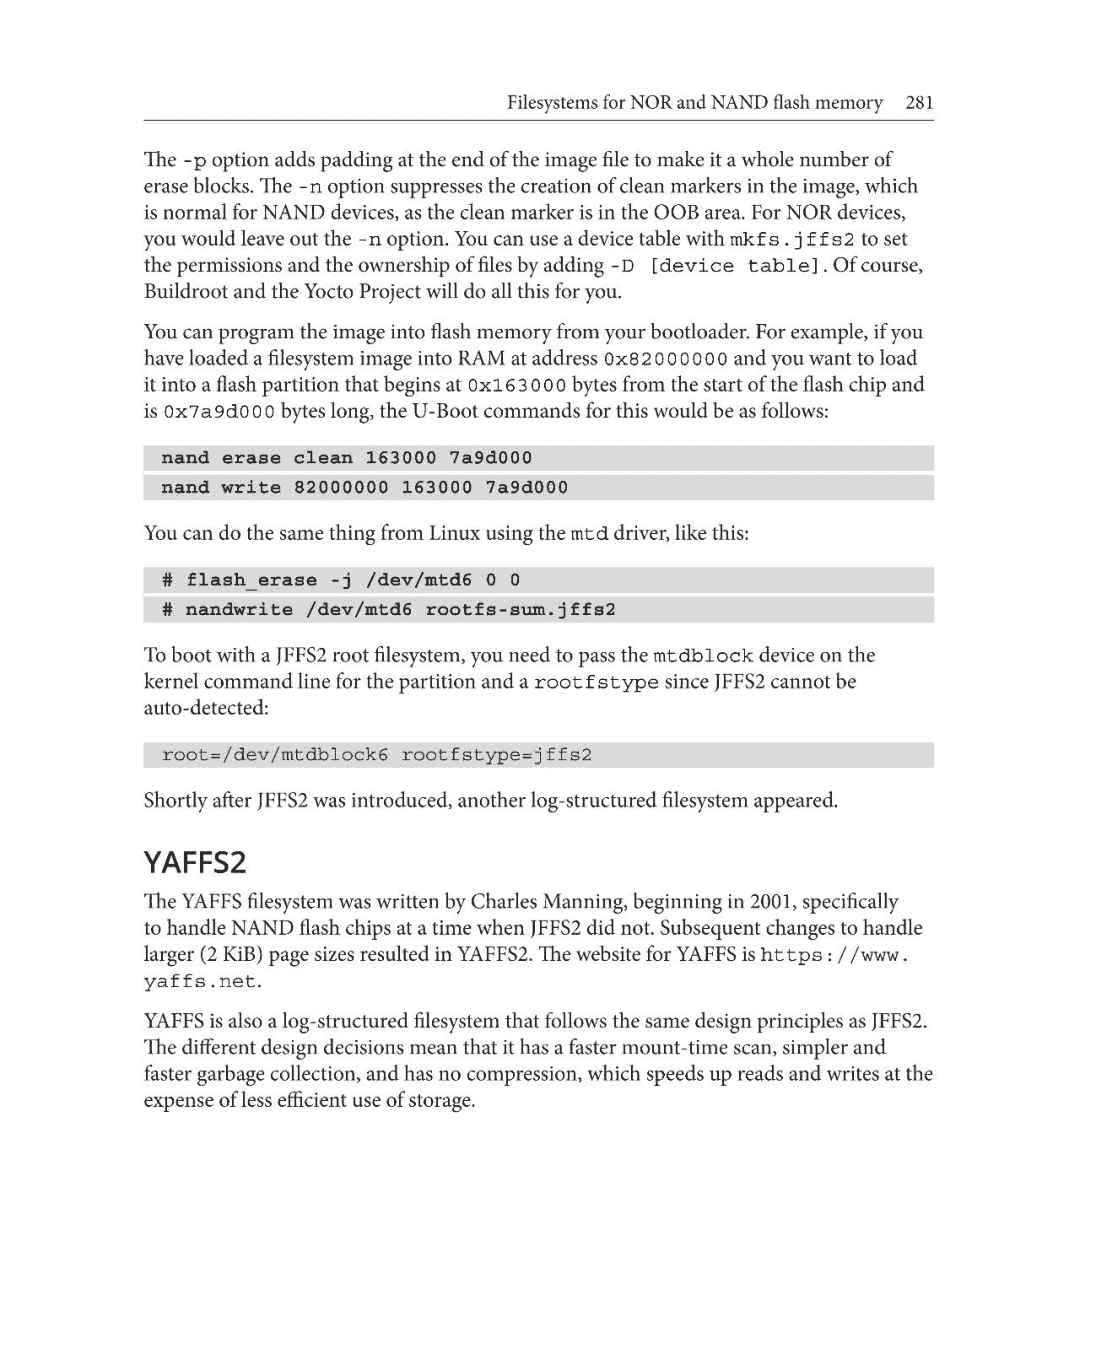 Filesystems for NOR and NAND flash memory 281
The -p option adds padding at the end of the image file to make it a whole number of
erase blocks. The -n option suppresses the creation of clean markers in the image, which
is normal for NAND devices, as the clean marker is in the OOB area. For NOR devices,
you would leave out the -n option. You can use a device table with mkfs.jffs2 to set
the permissions and the ownership of files by adding -D [device table]. Of course,
Buildroot and the Yocto Project will do all this for you.
You can program the image into flash memory from your bootloader. For example, if you
have loaded a filesystem image into RAM at address 0x82000000 and you want to load
it into a flash partition that begins at 0x163000 bytes from the start of the flash chip and
is 0x7a9d000 bytes long, the U-Boot commands for this would be as follows:
nand erase clean 163000 7a9d000
nand write 82000000 163000 7a9d000
You can do the same thing from Linux using the mtd driver, like this:
# flash_erase -j /dev/mtd6 0 0
# nandwrite /dev/mtd6 rootfs-sum.jffs2
To boot with a JFFS2 root filesystem, you need to pass the mtdblock device on the
kernel command line for the partition and a rootfstype since JFFS2 cannot be
auto-detected:
root=/dev/mtdblock6 rootfstype=jffs2
Shortly after JFFS2 was introduced, another log-structured filesystem appeared.
YAFFS2
The YAFFS filesystem was written by Charles Manning, beginning in 2001, specifically
to handle NAND flash chips at a time when JFFS2 did not. Subsequent changes to handle
larger (2 KiB) page sizes resulted in YAFFS2. The website for YAFFS is https://www.
yaffs.net.
YAFFS is also a log-structured filesystem that follows the same design principles as JFFS2.
The different design decisions mean that it has a faster mount-time scan, simpler and
faster garbage collection, and has no compression, which speeds up reads and writes at the
expense of less efficient use of storage.